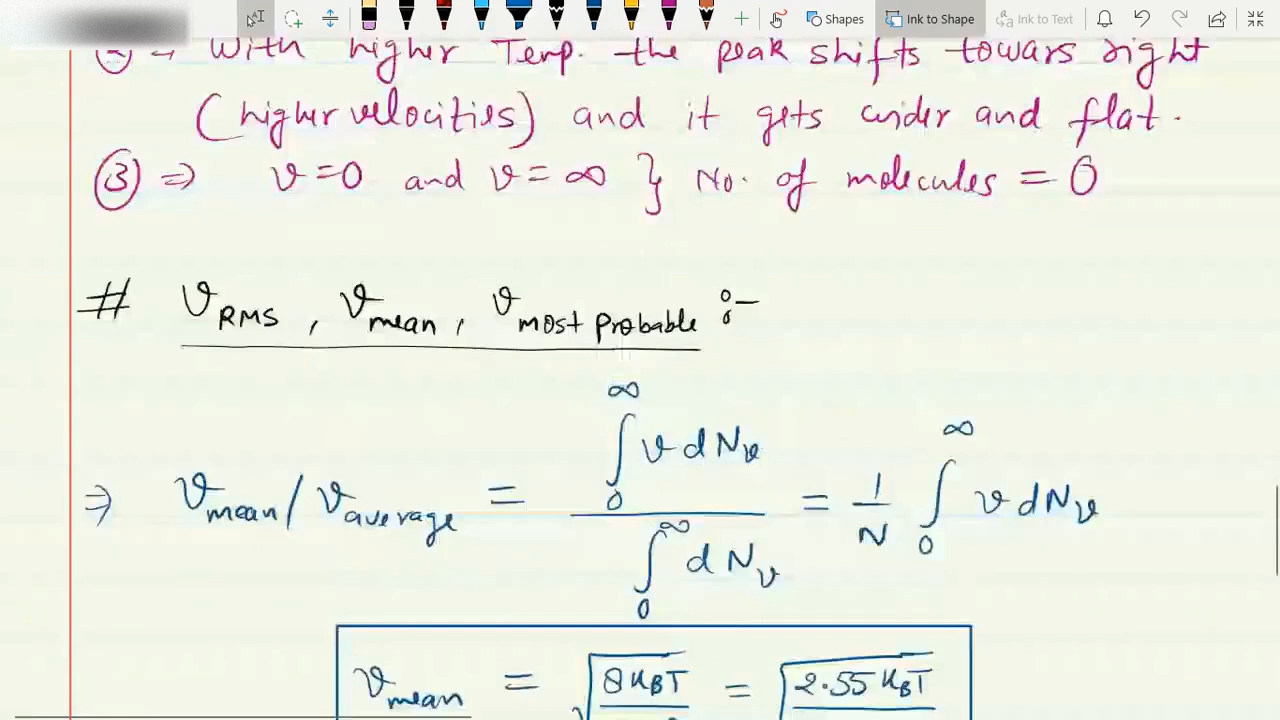 Shapes Ink to Shape Ink to Text
② → With higher Temp. the peak shifts towars right
(higher velocities) and it gets wider and flat.
③ ⇒ v=0 and v=∞ } No. of molecules = 0
# v_RMS, v_mean, v_most probable :-
⇒ v_mean/v_average = ∫₀^∞ v dN_v / ∫₀^∞ dN_v = 1/N ∫₀^∞ v dN_v
v_mean = √8 K_BT = √2.55 K_BT